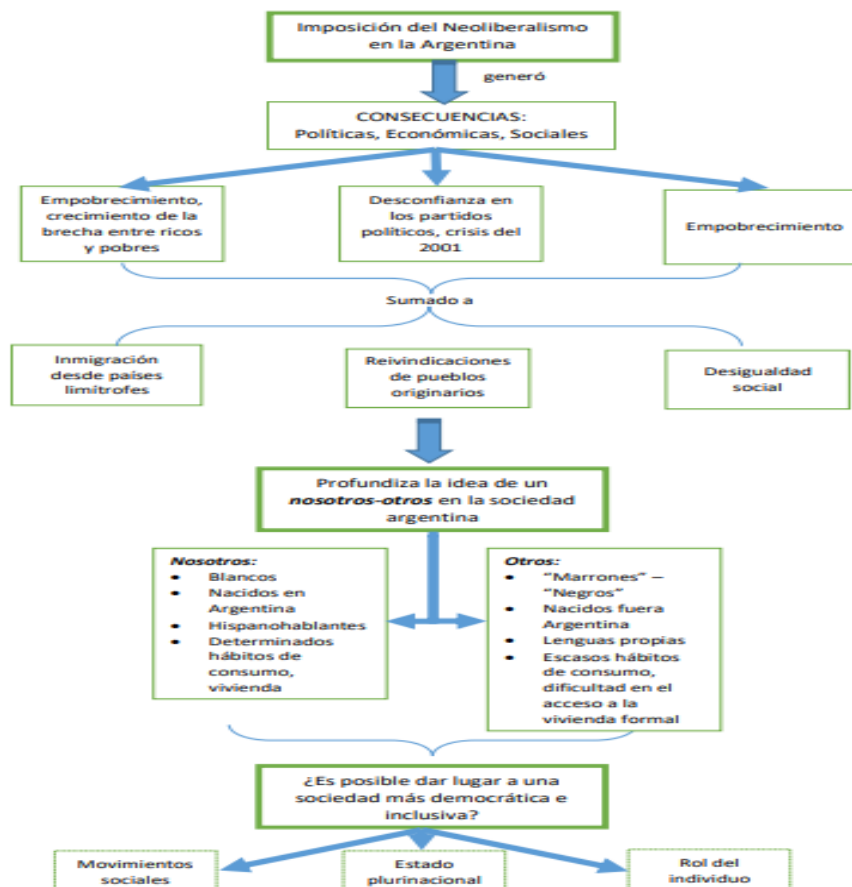 Imposición del Neoliberalismo
en la Argentina
generó
CONSECUENCIAS:
Políticas, Económicas, Sociales
Empobrecimiento,
crecimiento de la
brecha entre ricos
y pobres
Desconfianza en
los partidos
políticos, crisis del
2001
Empobrecimiento
Sumado a
Inmigración
desde países
limítrofes
Reivindicaciones
de pueblos
originarios
Desigualdad
social
Profundiza la idea de un
nosotros-otros en la sociedad
argentina
Nosotros:
• Blancos
• Nacidos en
Argentina
• Hispanohablantes
• Determinados
hábitos de
consumo,
vivienda
Otros:
• "Marrones" –
"Negros"
• Nacidos fuera
Argentina
• Lenguas propias
• Escasos hábitos
de consumo,
dificultad en el
acceso a la
vivienda formal
¿Es posible dar lugar a una
sociedad más democrática e
inclusiva?
Movimientos
sociales
Estado
plurinacional
Rol del
individuo